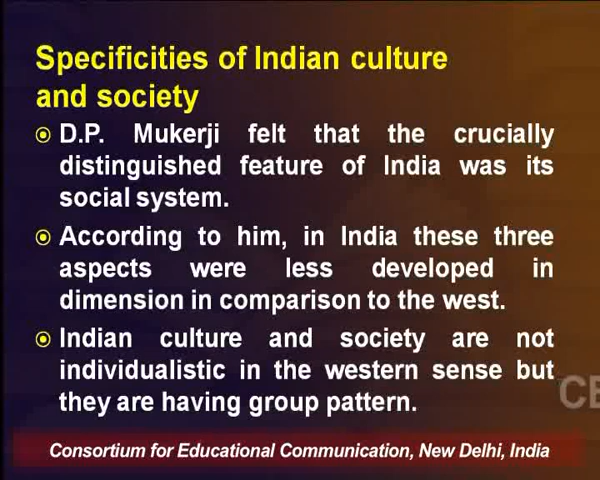 Specificities of Indian culture
and society
D.P. Mukerji felt that the crucially
distinguished feature of India was its
social system.
According to him, in India these three
aspects were less developed in
dimension in comparison to the west.
Indian culture and society are not
individualistic in the western sense but
they are having group pattern.
Consortium for Educational Communication, New Delhi, India